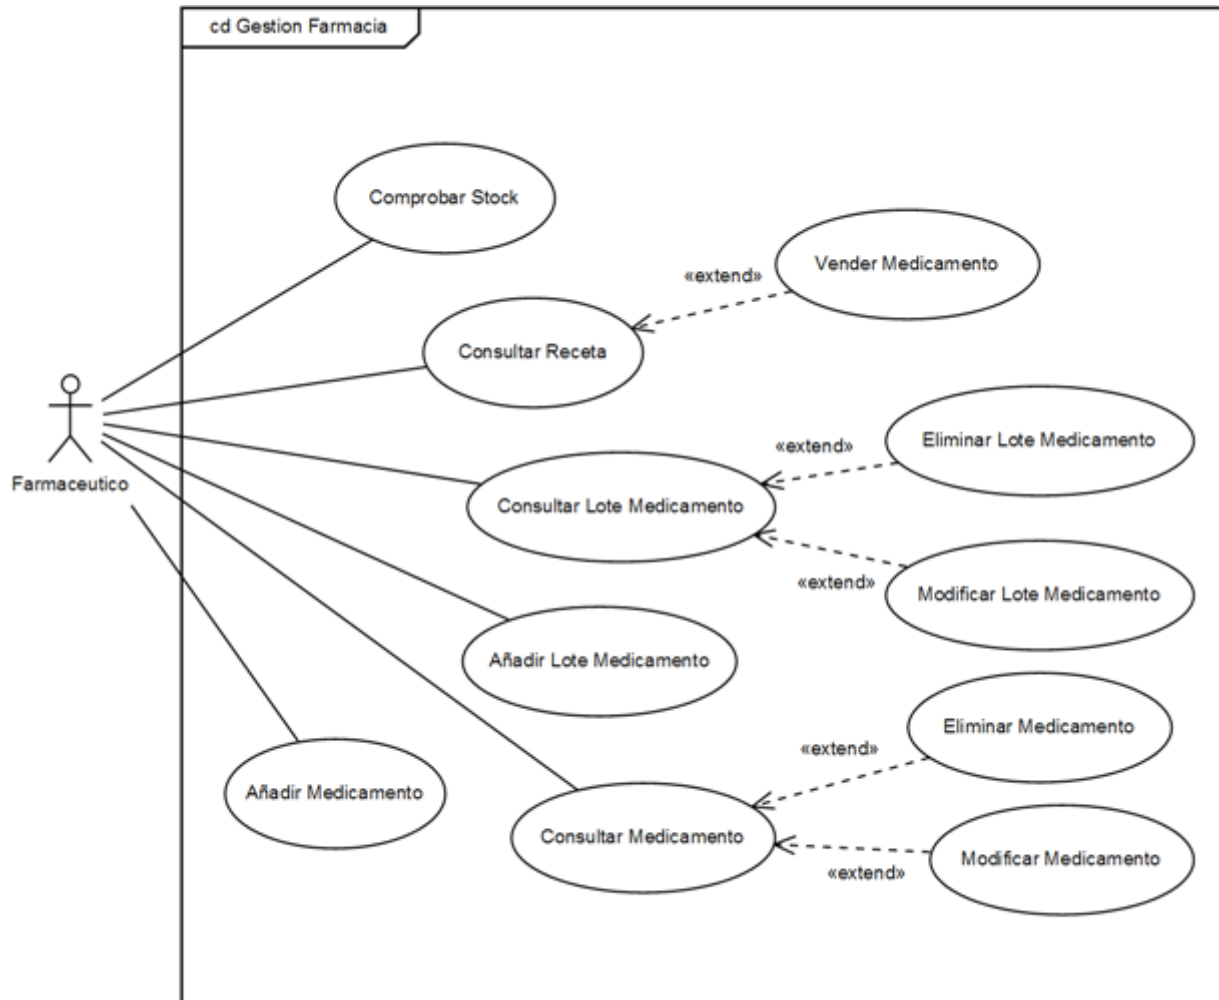 cd Gestion Farmacia
Comprobar Stock
Vender Medicamento
«extend»
Consultar Receta
Eliminar Lote Medicamento
«extend»
Farmaceutico
Consultar Lote Medicamento
«extend»
Modificar Lote Medicamento
Añadir Lote Medicamento
Eliminar Medicamento
«extend»
Añadir Medicamento
Consultar Medicamento
Modificar Medicamento
«extend»